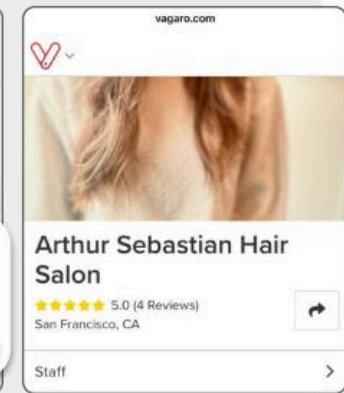 vagaro.com
Arthur Sebastian Hair
Salon
5.0 (4 Reviews)
San Francisco, CA
Staff